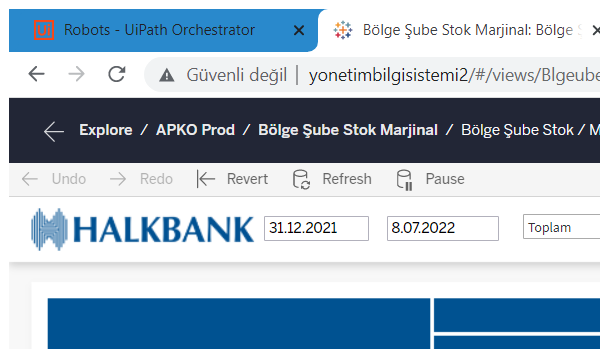 Robots - UiPath Orchestrator
Bölge Şube Stok Marjinal: Bölge
Güvenli değil | yonetimbilgisistemi2/#/views/Blgeube
Explore / APKO Prod / Bölge Şube Stok Marjinal / Bölge Şube Stok / M
Undo Redo Revert Refresh Pause
HALKBANK 31.12.2021 8.07.2022 Toplam